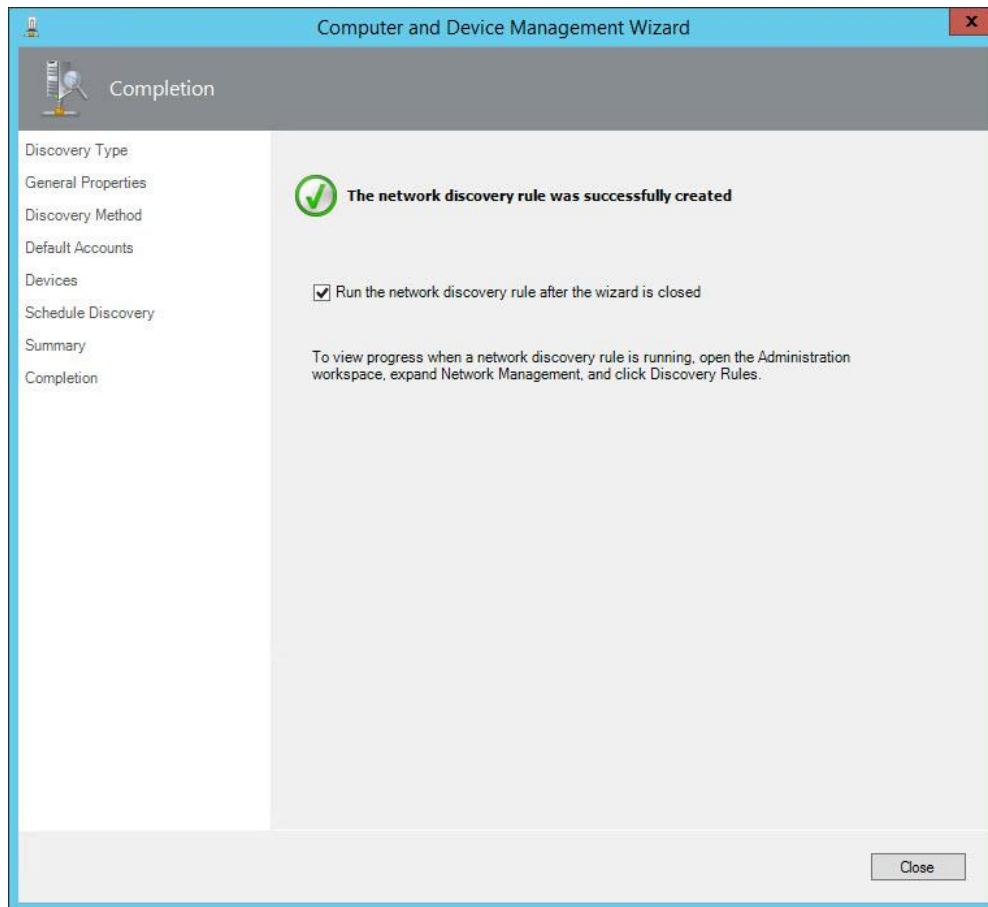 Computer and Device Management Wizard
x
Completion
Discovery Type
General Properties
Discovery Method
Default Accounts
Devices
Schedule Discovery
Summary
Completion
The network discovery rule was successfully created
Run the network discovery rule after the wizard is closed
To view progress when a network discovery rule is running, open the Administration
workspace, expand Network Management, and click Discovery Rules.
Close